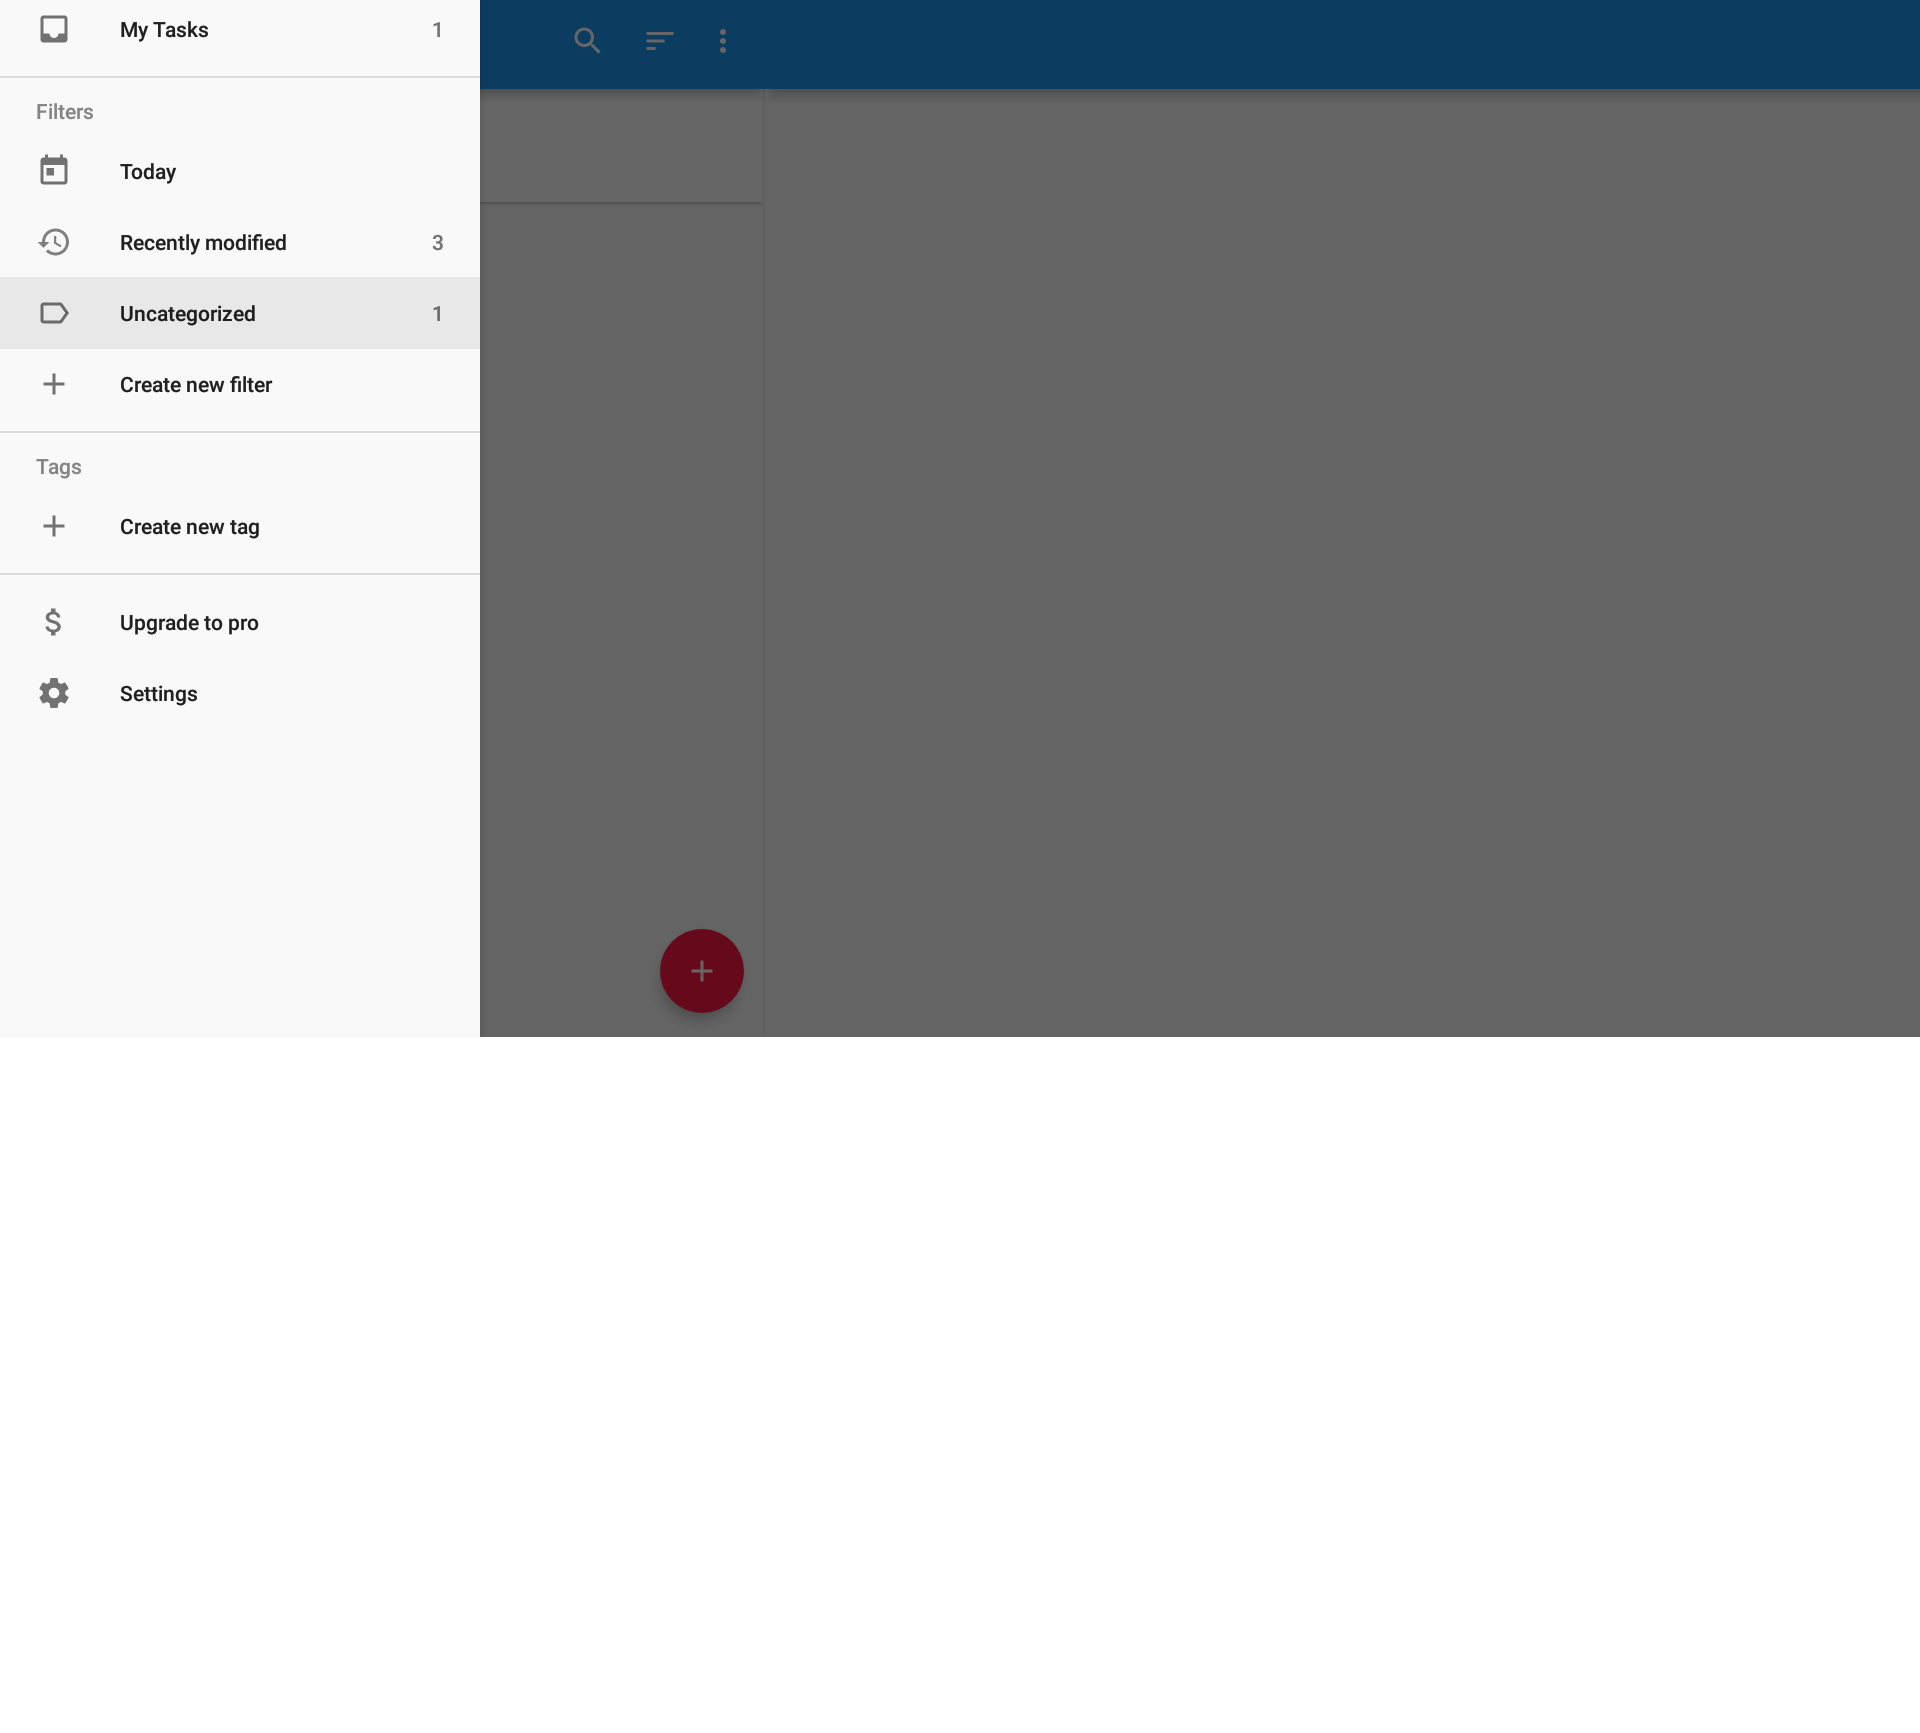 My Tasks 1
Filters
Today
Recently modified 3
Uncategorized 1
Create new filter
Tags
Create new tag
Upgrade to pro
Settings